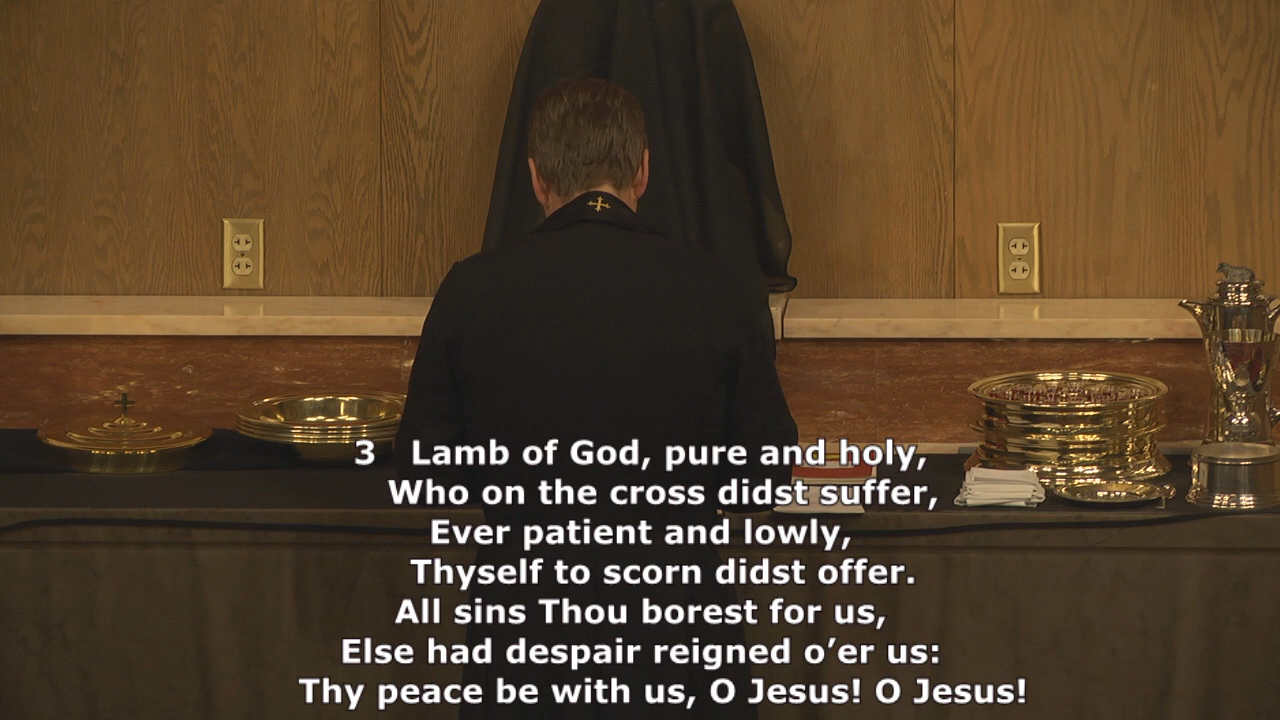 3 Lamb of God, pure and holy,
Who on the cross didst suffer,
Ever patient and lowly,
Thyself to scorn didst offer.
All sins Thou borest for us,
Else had despair reigned o’er us:
Thy peace be with us, O Jesus! O Jesus!